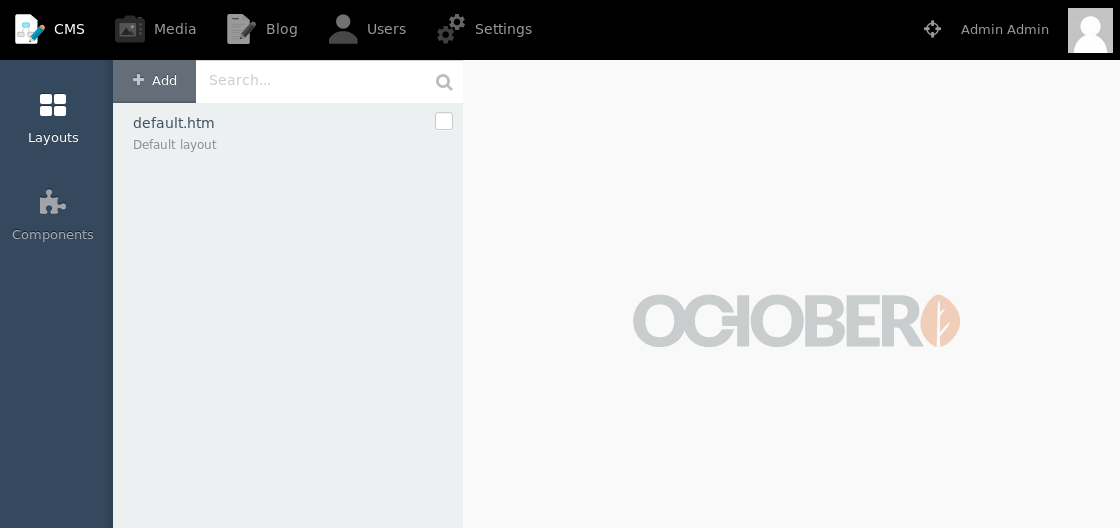 CMS Media Blog Users Settings Admin Admin
+ Add Search...
Layouts
default.htm
Default layout
Components
OCTOBER